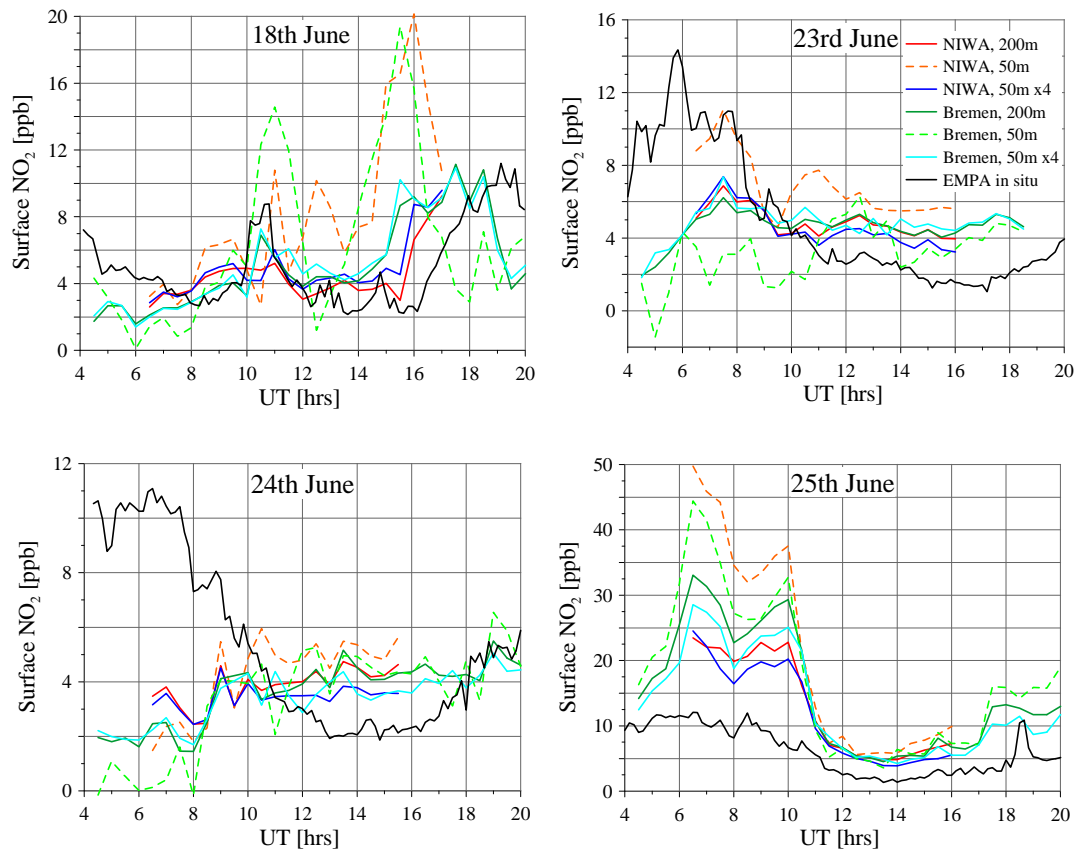 18th June
Surface NO2 [ppb]
20
16
12
8
4
0
4 6 8 10 12 14 16 18 20
UT [hrs]
23rd June
Surface NO2 [ppb]
16
12
8
4
0
4 6 8 10 12 14 16 18 20
UT [hrs]
NIWA, 200m
NIWA, 50m
NIWA, 50m x4
Bremen, 200m
Bremen, 50m
Bremen, 50m x4
EMPA in situ
24th June
Surface NO2 [ppb]
12
8
4
0
4 6 8 10 12 14 16 18 20
UT [hrs]
25th June
Surface NO2 [ppb]
50
40
30
20
10
0
4 6 8 10 12 14 16 18 20
UT [hrs]